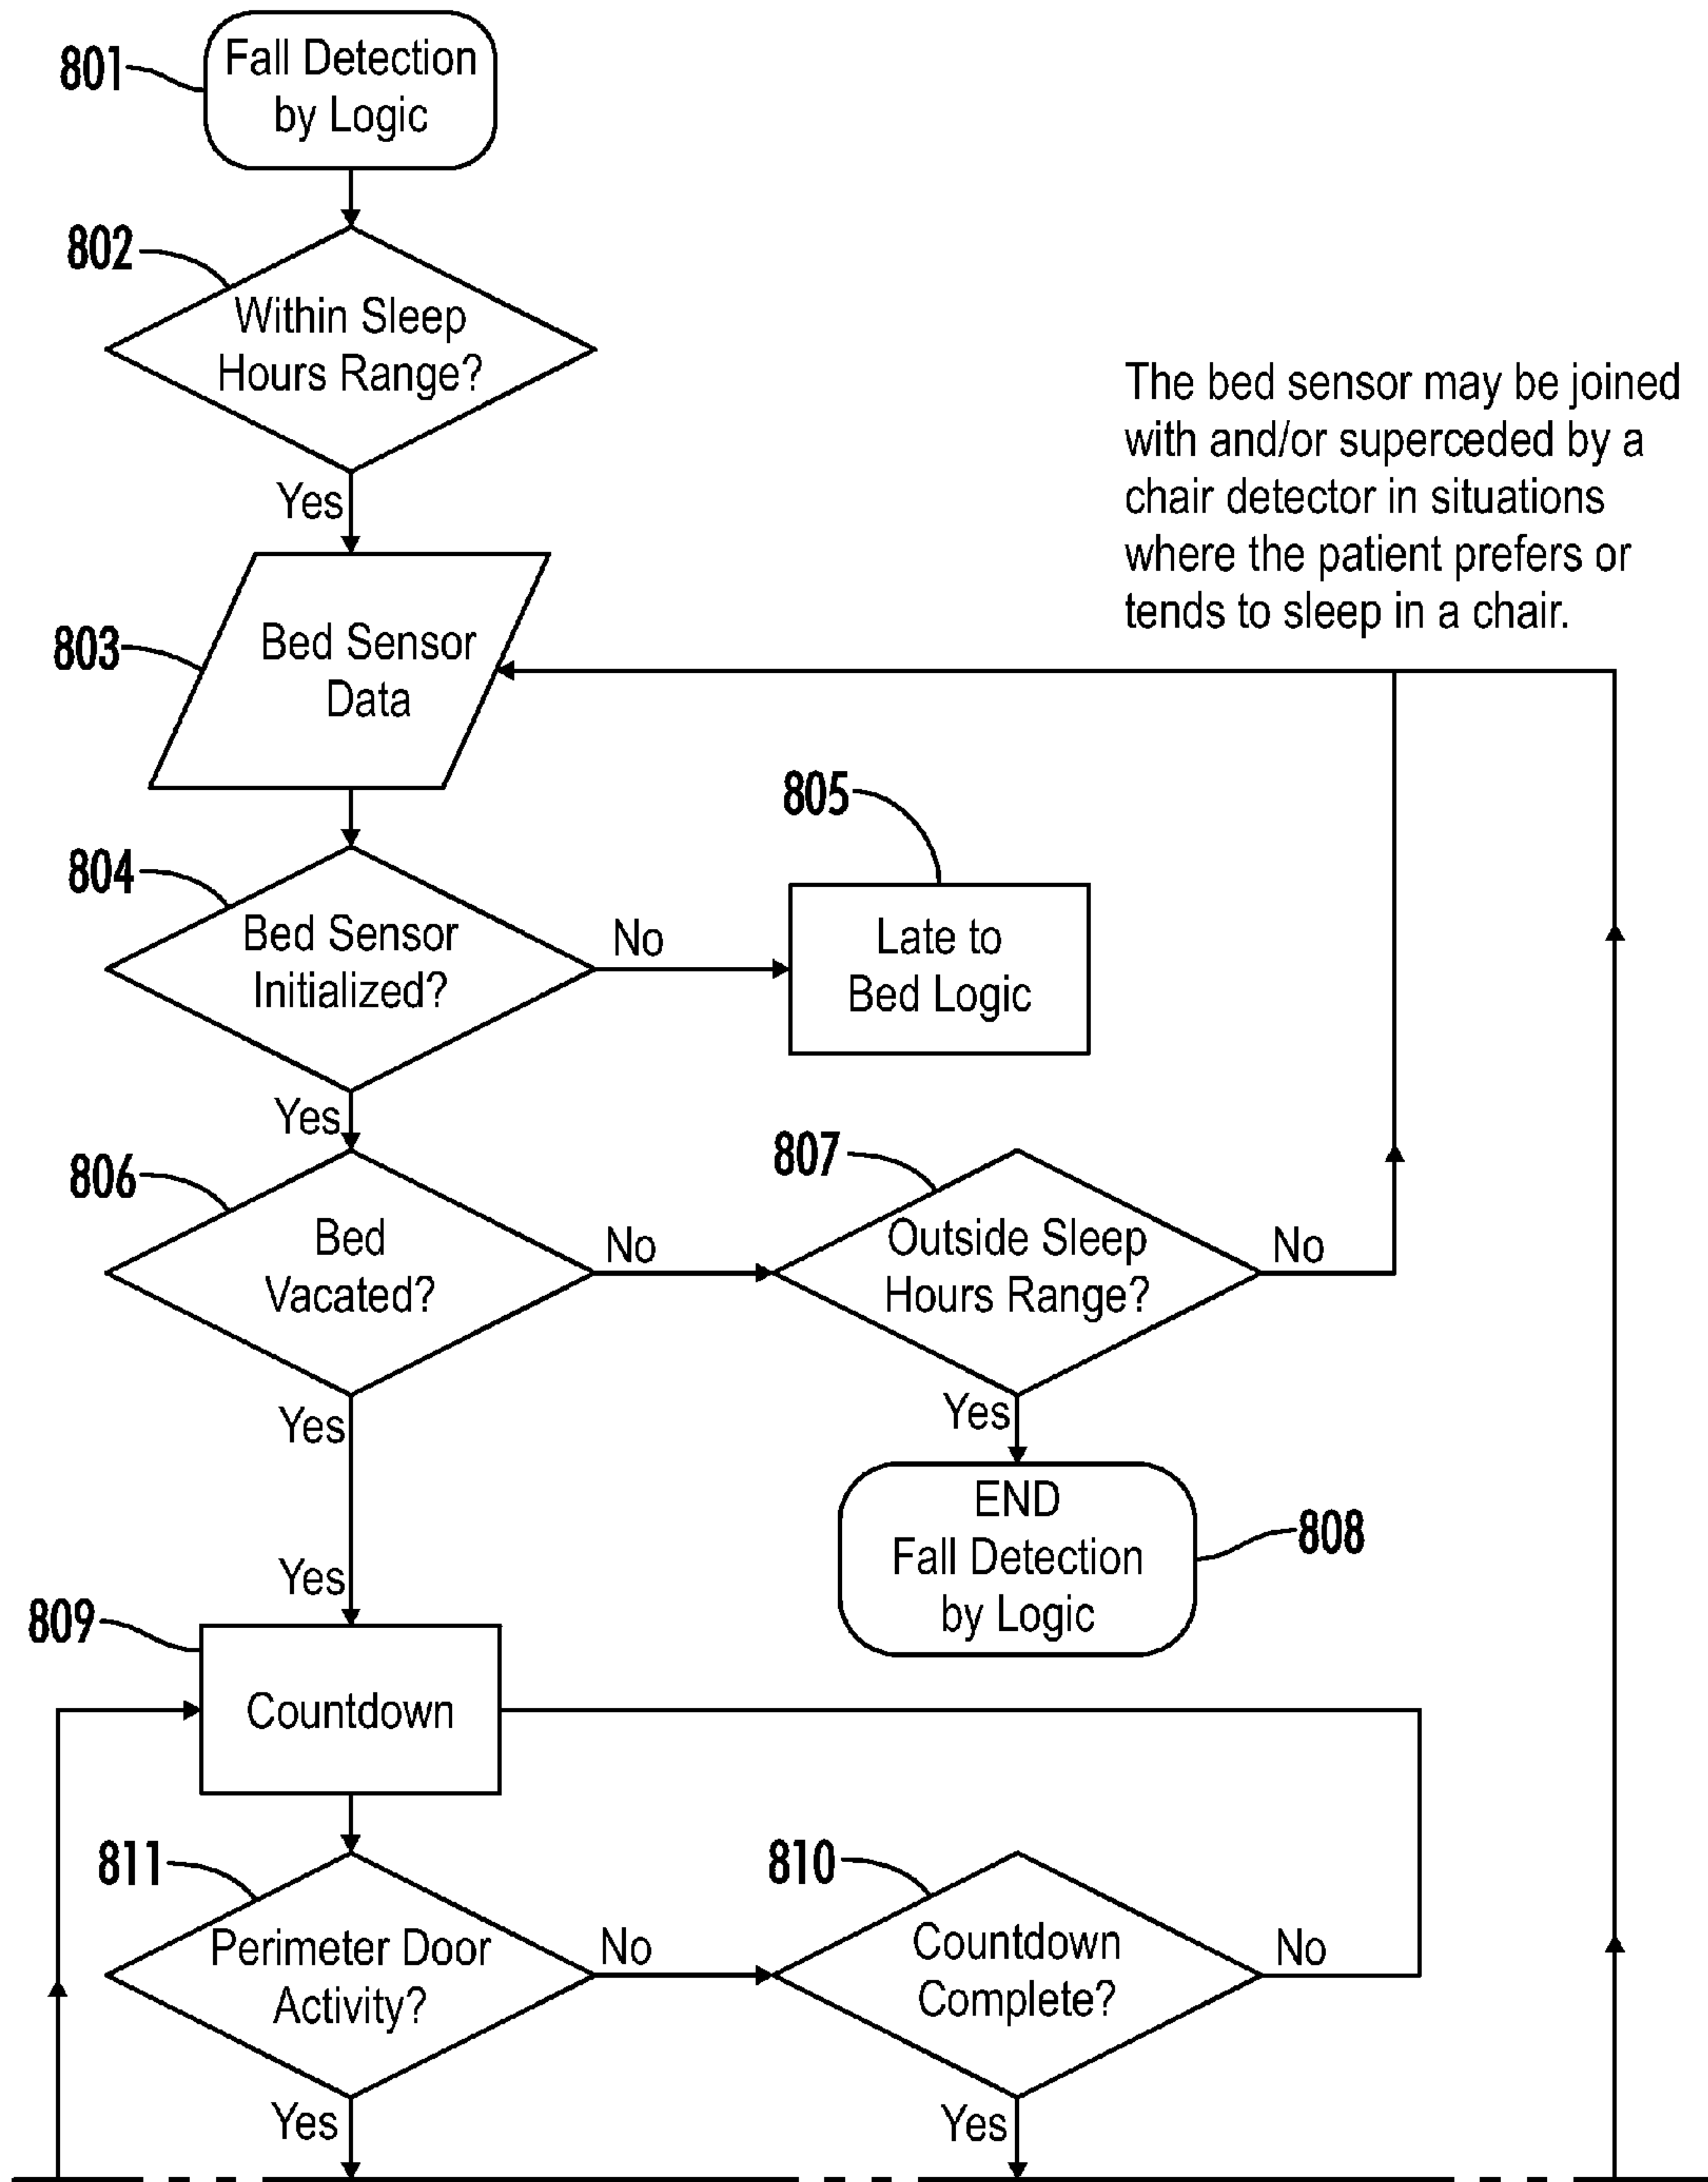 801
Fall Detection
by Logic
802
Within Sleep
Hours Range?
The bed sensor may be joined
with and/or superceded by a
chair detector in situations
where the patient prefers or
tends to sleep in a chair.
Yes
803
Bed Sensor
Data
805
804
Bed Sensor
Initialized?
No
Late to
Bed Logic
Yes
806
Bed
Vacated?
No
807
Outside Sleep
Hours Range?
No
Yes
Yes
END
Fall Detection
by Logic
808
Yes
809
Countdown
811
Perimeter Door
Activity?
No
810
Countdown
Complete?
No
Yes
Yes